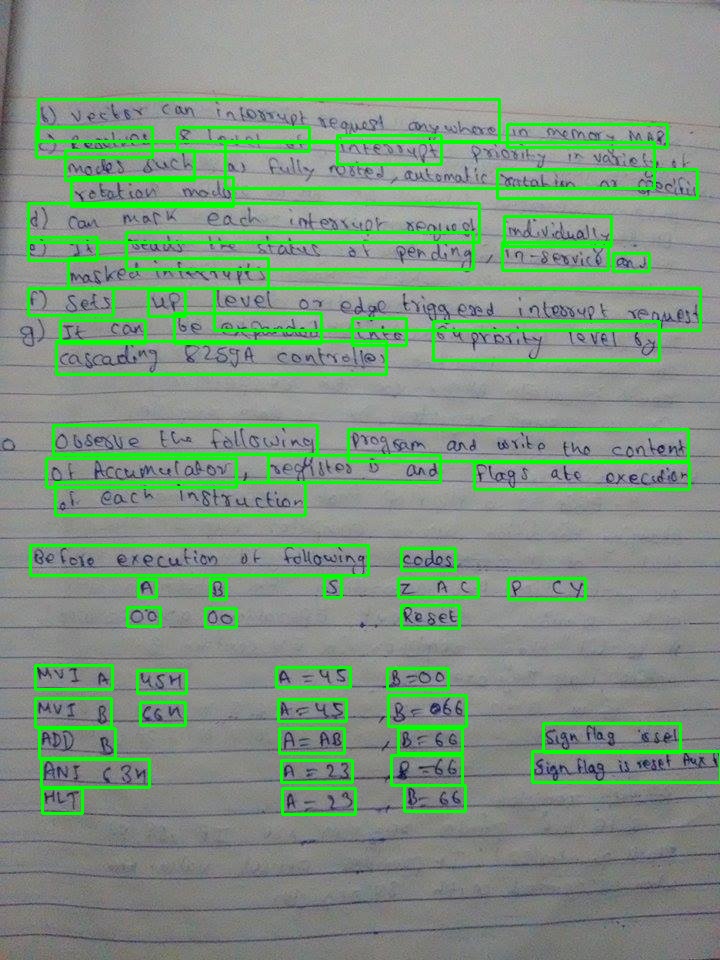 b) vector can interrupt request anywhere in memory MAP.
c) Resolves 8 level of interrupt priority in variety of
modes such as fully nested, automatic rotation or specific
rotation mode
d) can mask each interrupt request individually
e) It reads the status of pending, in-service and
masked interrupts
f) Sets up level or edge triggered interrupt request
g) It can be expanded into 64 priority level by
cascading 8259A controller
Observe the following program and write the content
of Accumulator, register B and flags ate execution
of each instruction
Before execution of following codes
A B S Z AC P CY
00 00 Reset
MVI A 45H A = 45 B=00
MVI B 66H A = 45, B = 066
ADD B A = AB, B = 66 Sign flag is set
ANI 63H A = 23, B = 66 Sign flag is reset Aux
HLT A = 23, B = 66